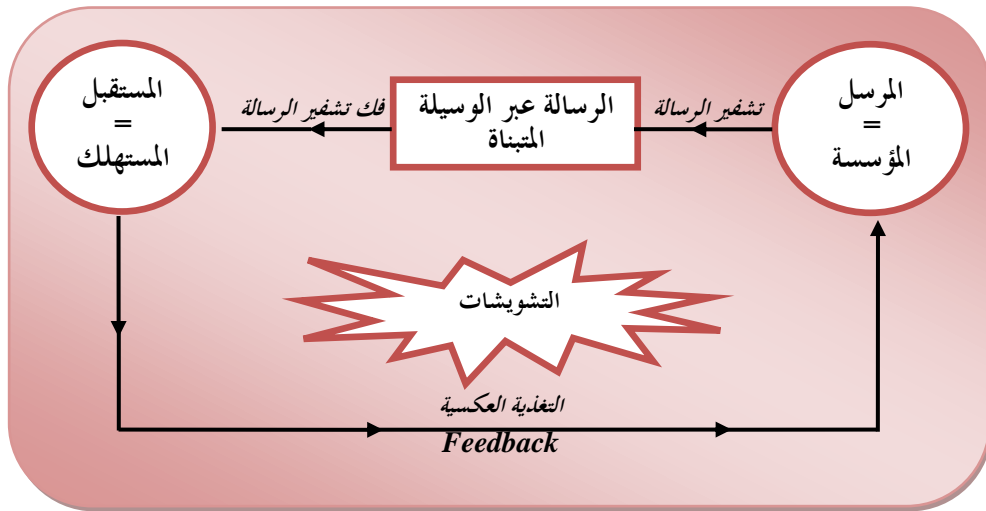 المرسل
=
المؤسسة
تشفير الرسالة
الرسالة عبر الوسيلة
المتبناة
فك تشفير الرسالة
المستقبل
=
المستهلك
التشويشات
التغذية العكسية
Feedback